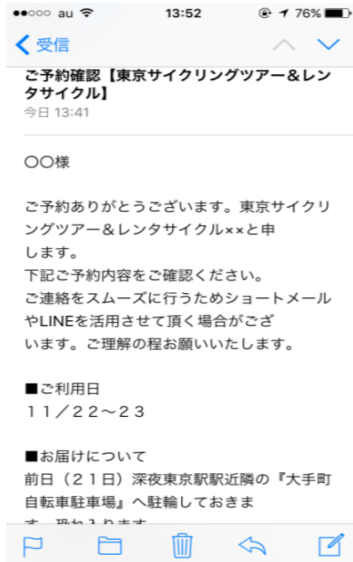 ●●○○○ au 13:52 76%
受信
ご予約確認【東京サイクリングツアー＆レン
タサイクル】
今日 13:41
〇〇様
ご予約ありがとうございます。東京サイクリ
ングツアー＆レンタサイクル××と申
します。
下記ご予約内容をご確認ください。
ご連絡をスムーズに行うためショートメール
やLINEを活用させて頂く場合がござ
います。ご理解の程お願いいたします。
■ご利用日
１１／２２〜２３
■お届けについて
前日（２１日）深夜東京駅駅近隣の『大手町
自転車駐車場』へ駐輪しておきま
す。恐れ入ります